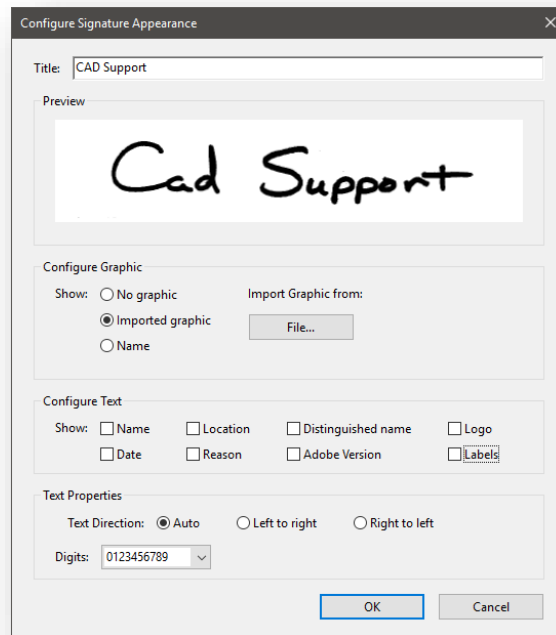 Configure Signature Appearance
Title: CAD Support
Preview
Cad Support
Configure Graphic
Show: No graphic Import Graphic from:
Imported graphic File...
Name
Configure Text
Show: Name Location Distinguished name Logo
Date Reason Adobe Version Labels
Text Properties
Text Direction: Auto Left to right Right to left
Digits: 0123456789
OK Cancel